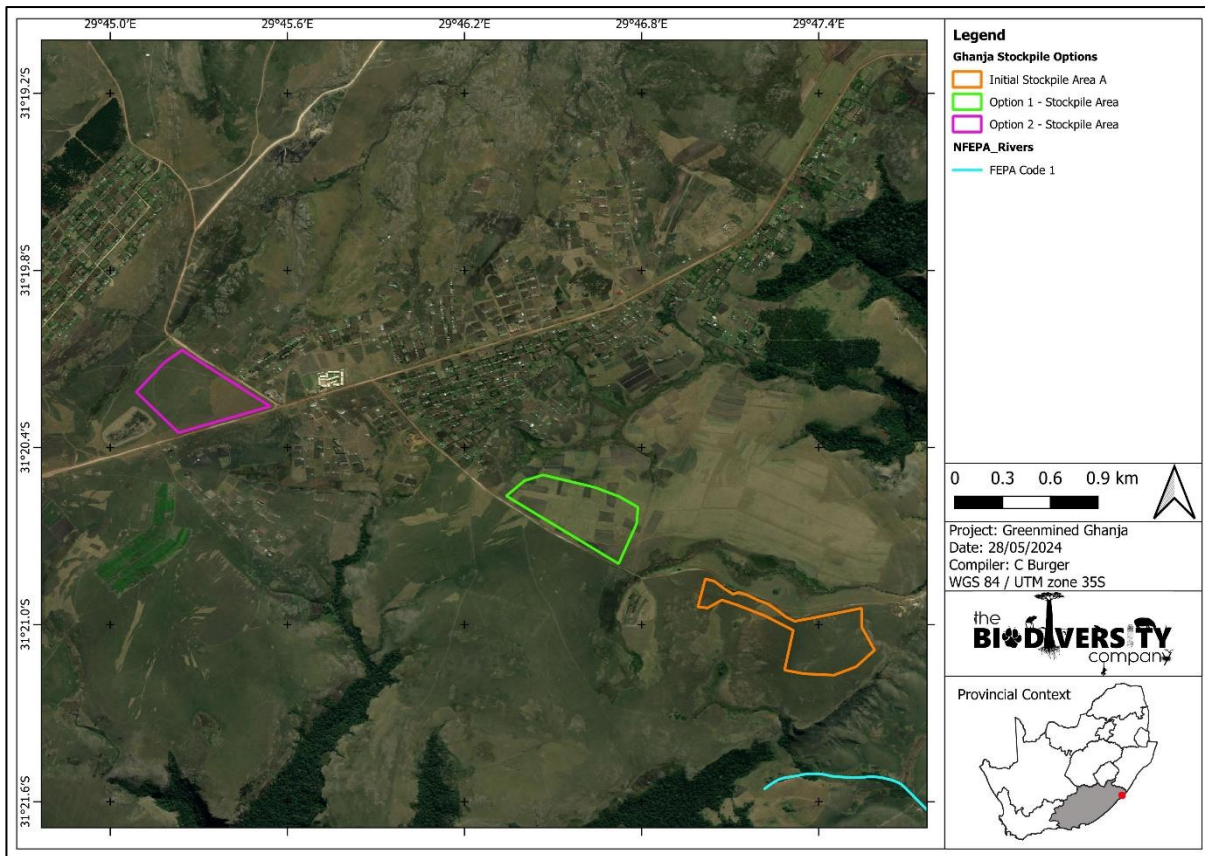 29°45.0'E 29°45.6'E 29°46.2'E 29°46.8'E 29°47.4'E
31°19.2'S
31°19.8'S
31°20.4'S
31°21.0'S
31°21.6'S
Legend
Ghanja Stockpile Options
Initial Stockpile Area A
Option 1 - Stockpile Area
Option 2 - Stockpile Area
NFEPA_Rivers
FEPA Code 1
0 0.3 0.6 0.9 km
Project: Greenmined Ghanja
Date: 28/05/2024
Compiler: C Burger
WGS 84 / UTM zone 35S
the
BIODIVERSITY
company
Provincial Context